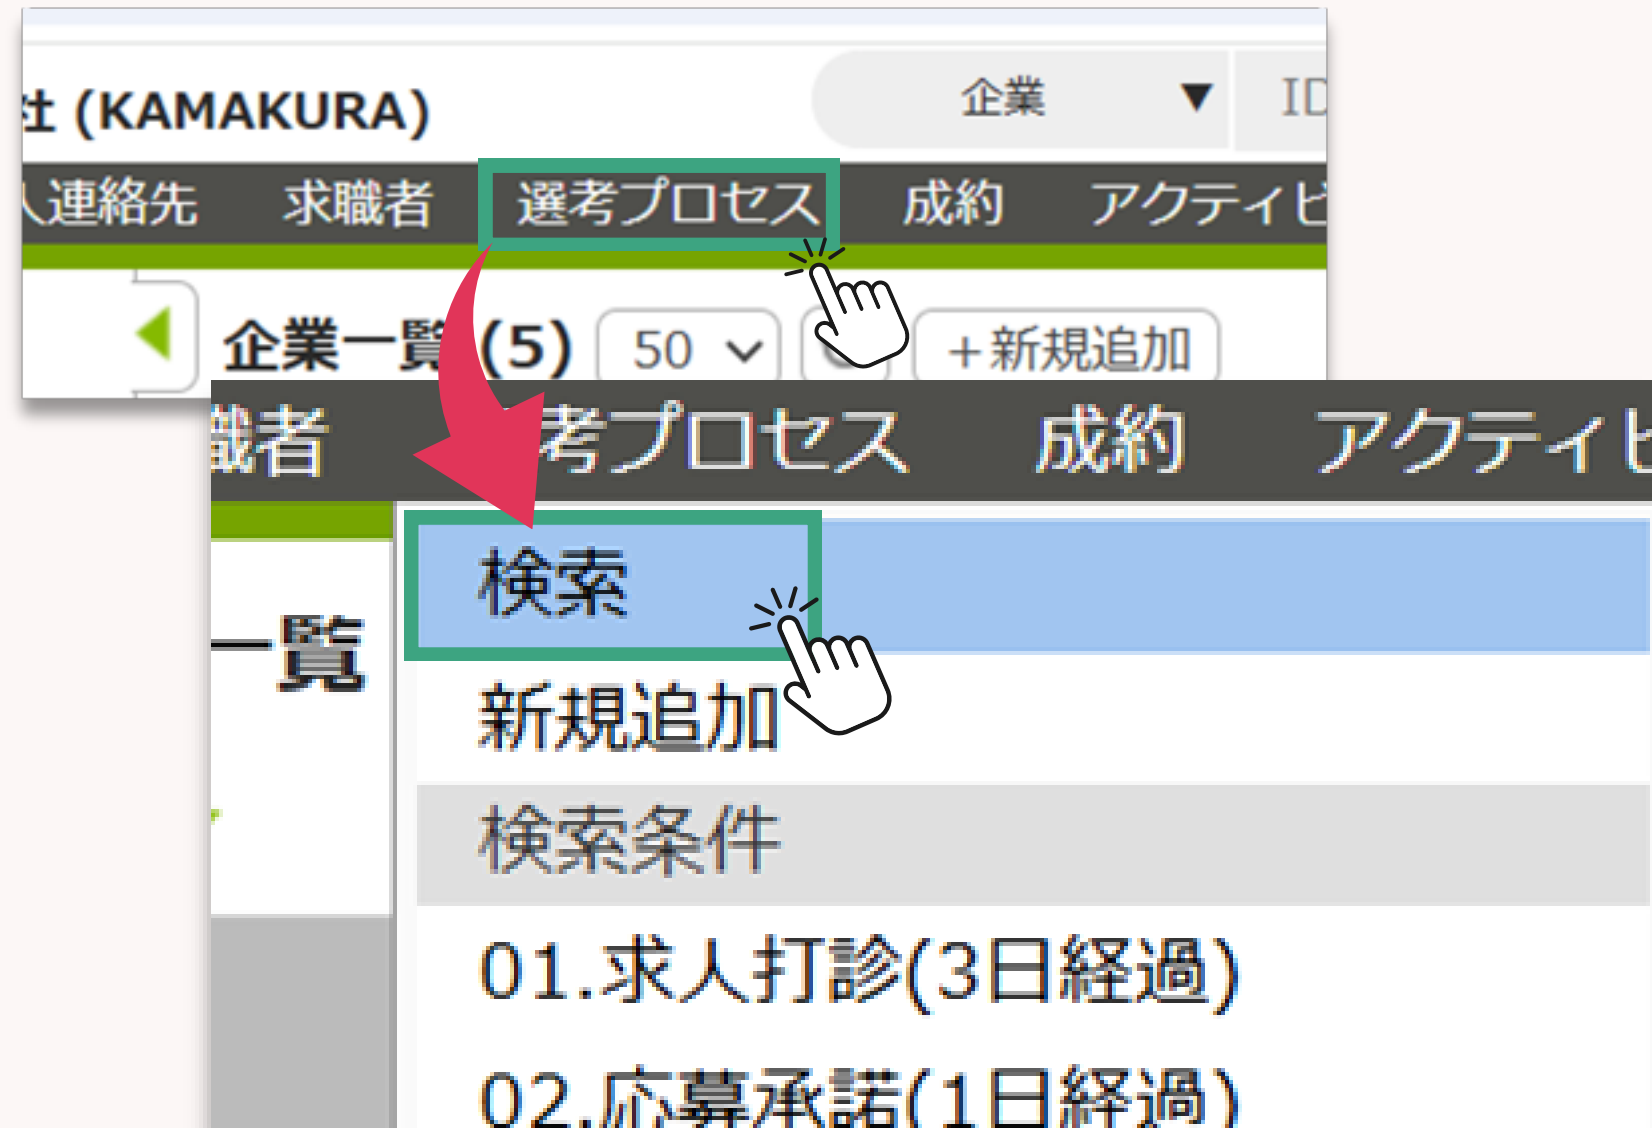 社 (KAMAKURA)
企業 ▼ ID
人連絡先 求職者 選考プロセス 成約 アクティビ
企業一覧 (5) 50 +新規追加
職者 考プロセス 成約 アクティビ
検索
一覧
新規追加
検索条件
01.求人打診(3日経過)
02.応募承諾(1日経過)